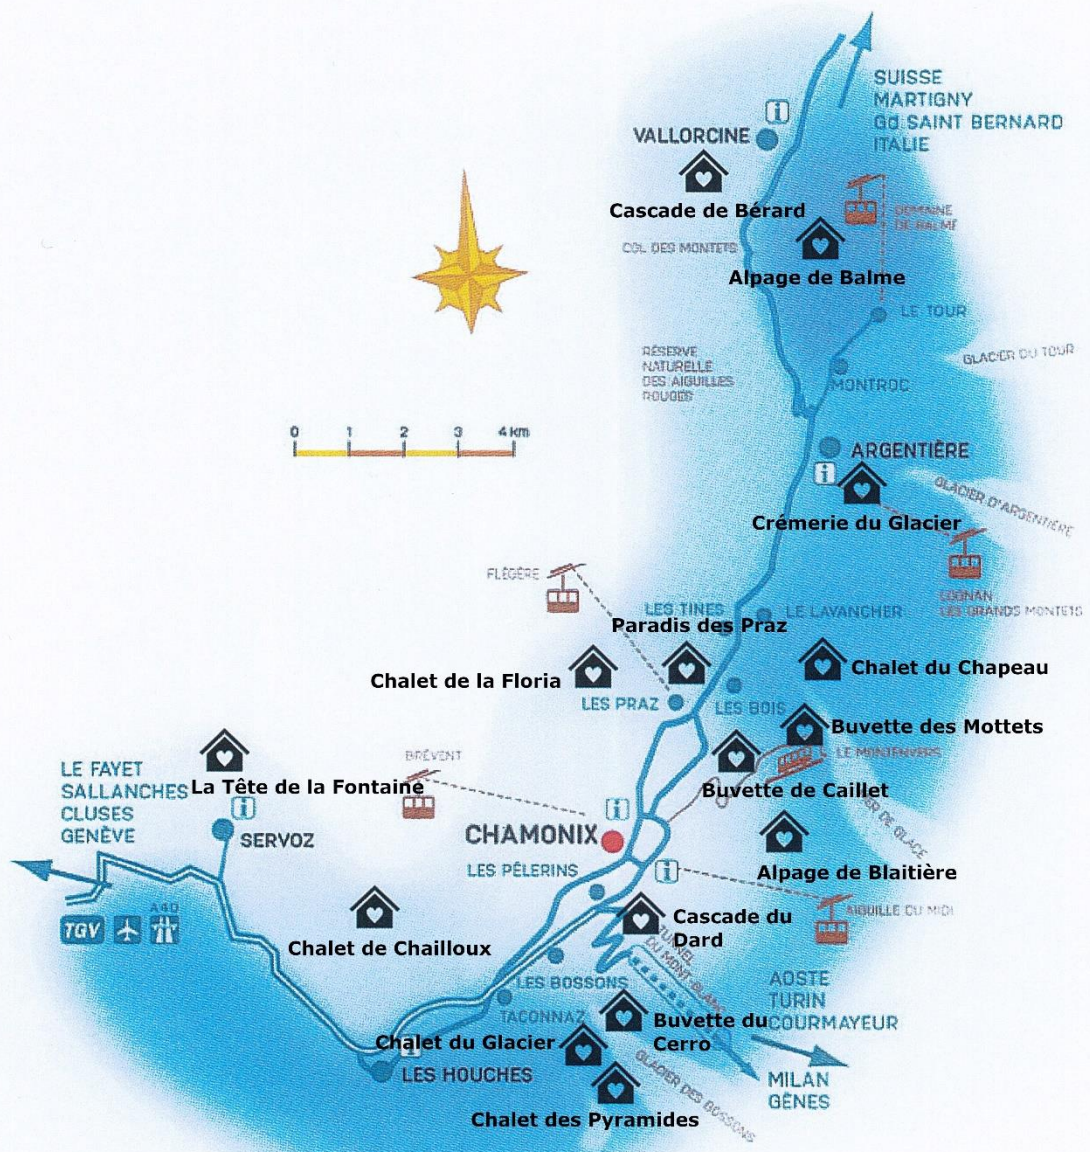 SUISSE
MARTIGNY
Gd SAINT BERNARD
ITALIE
i
VALLORCINE
Cascade de Bérard
DOMAINE
DE BALME
COL DES MONTETS
Alpage de Balme
LE TOUR
RÉSERVE
NATURELLE
DES AIGUILLES
ROUGES
GLACIER DU TOUR
MONTROC
0 1 2 3 4 km
ARGENTIÈRE
i
GLACIER D'ARGENTIÈRE
Crémerie du Glacier
FLÉGÈRE
LOGNAN
LES GRANDS MONTETS
LES TINES
LE LAVANCHER
Paradis des Praz
Chalet de la Floria
Chalet du Chapeau
LES PRAZ
LES BOIS
Buvette des Mottets
LE MONTENVERS
BRÉVENT
LE FAYET
SALLANCHES
CLUSES
GENÈVE
La Tête de la Fontaine
Buvette de Caillet
i
SERVOZ
i
CHAMONIX
DE GLACE
Alpage de Blaitière
LES PÈLERINS
i
A40
TGV
AIGUILLE DU MIDI
Chalet de Chailloux
Cascade du
Dard
TUNNEL
DU MONT-BLANC
LES BOSSONS
AOSTE
TURIN
COURMAYEUR
TACONNAZ
Buvette du
Cerro
Chalet du Glacier
i
LES HOUCHES
GLACIER DES BOSSONS
MILAN
GÊNES
Chalet des Pyramides